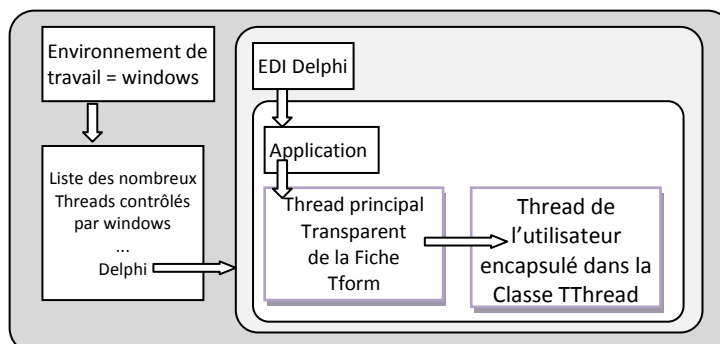 Environnement de
travail = windows
Liste des nombreux
Threads contrôlés
par windows
...
Delphi
EDI Delphi
Application
Thread principal
Transparent
de la Fiche
Tform
Thread de
l’utilisateur
encapsulé dans la
Classe TThread